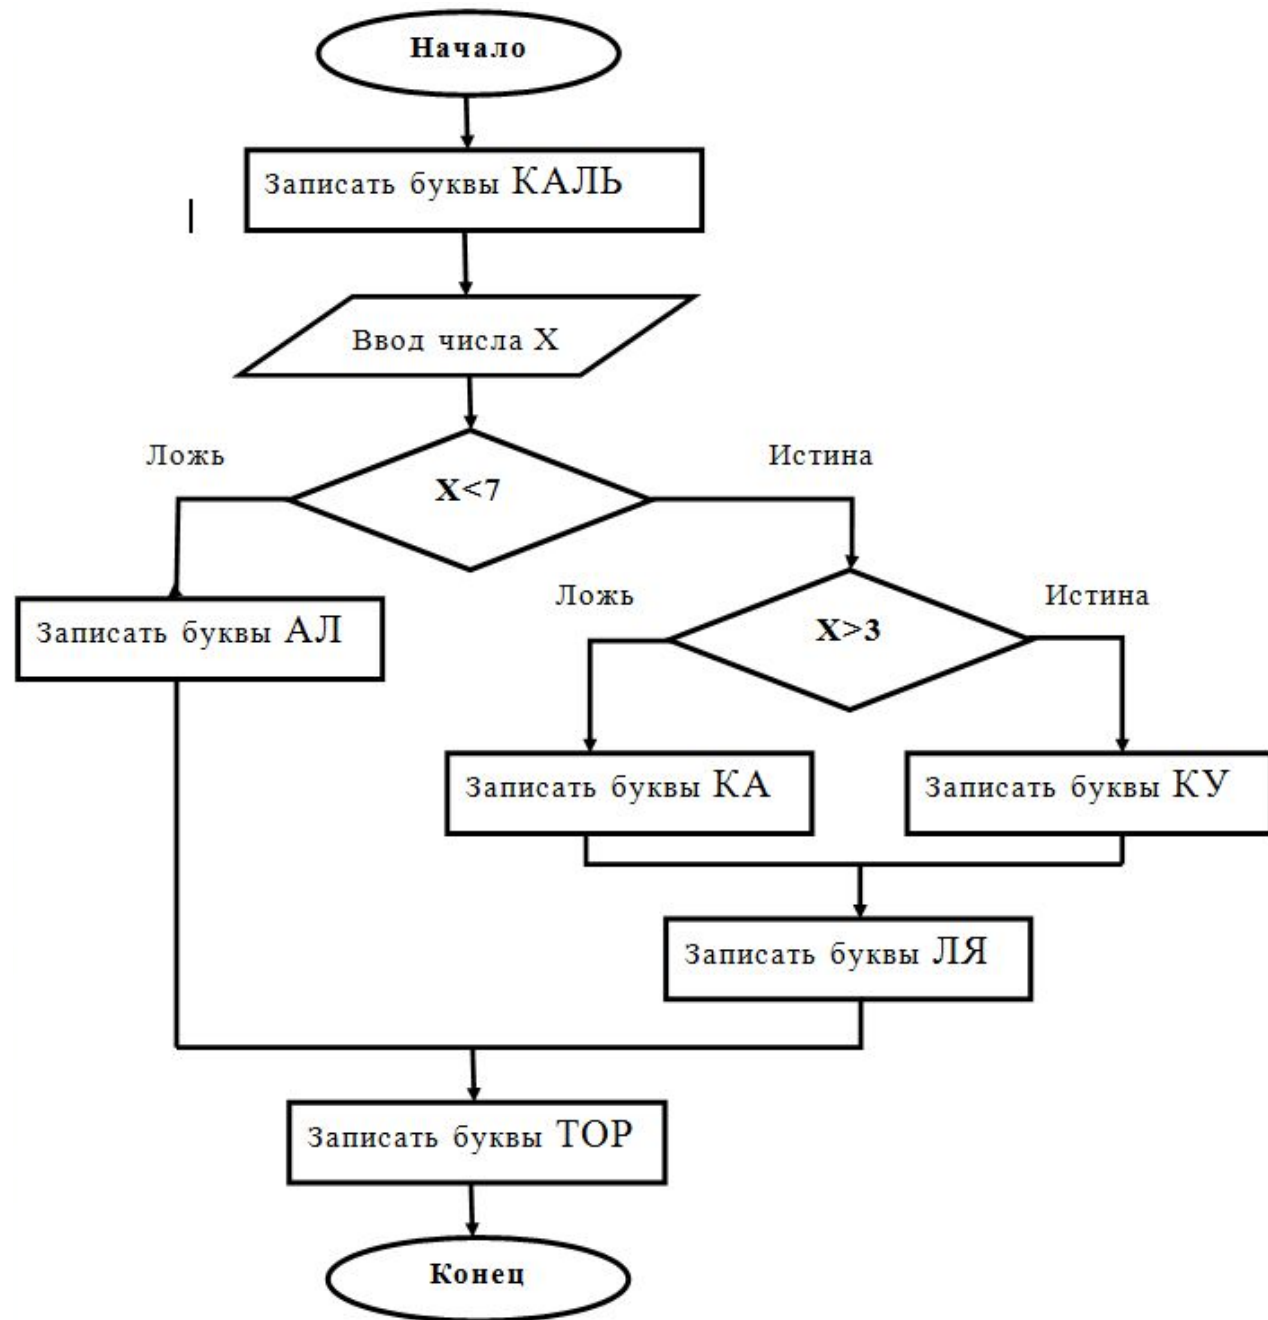 Начало
Записать буквы КАЛЬ
Ввод числа X
Ложь
Истина
X<7
Ложь
Истина
Записать буквы АЛ
X>3
Записать буквы КА
Записать буквы КУ
Записать буквы ЛЯ
Записать буквы ТОР
Конец